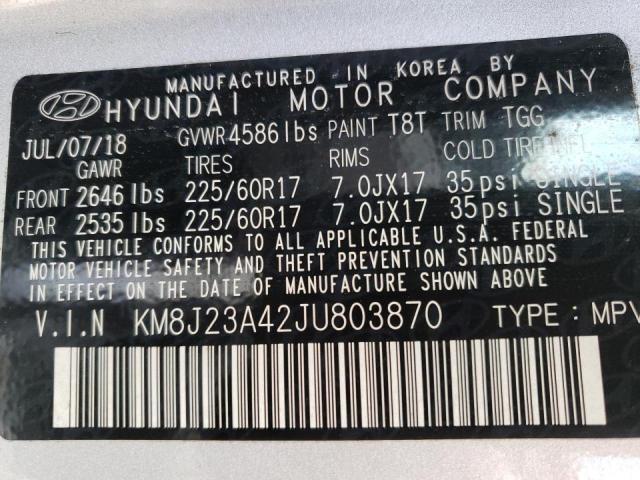 MANUFACTURED IN KOREA BY
HYUNDAI MOTOR COMPANY
JUL/07/18 GVWR 4586lbs PAINT T8T TRIM TGG
GAWR TIRES RIMS COLD TIRE
FRONT 2646 lbs 225/60R17 7.0JX17 35psi SINGLE
REAR 2535 lbs 225/60R17 7.0JX17 35psi SINGLE
THIS VEHICLE CONFORMS TO ALL APPLICABLE U.S.A. FEDERAL
MOTOR VEHICLE SAFETY AND THEFT PREVENTION STANDARDS
IN EFFECT ON THE DATE OF MANUFACTURE SHOWN ABOVE
V.I.N KM8J23A42JU803870 TYPE : MPV